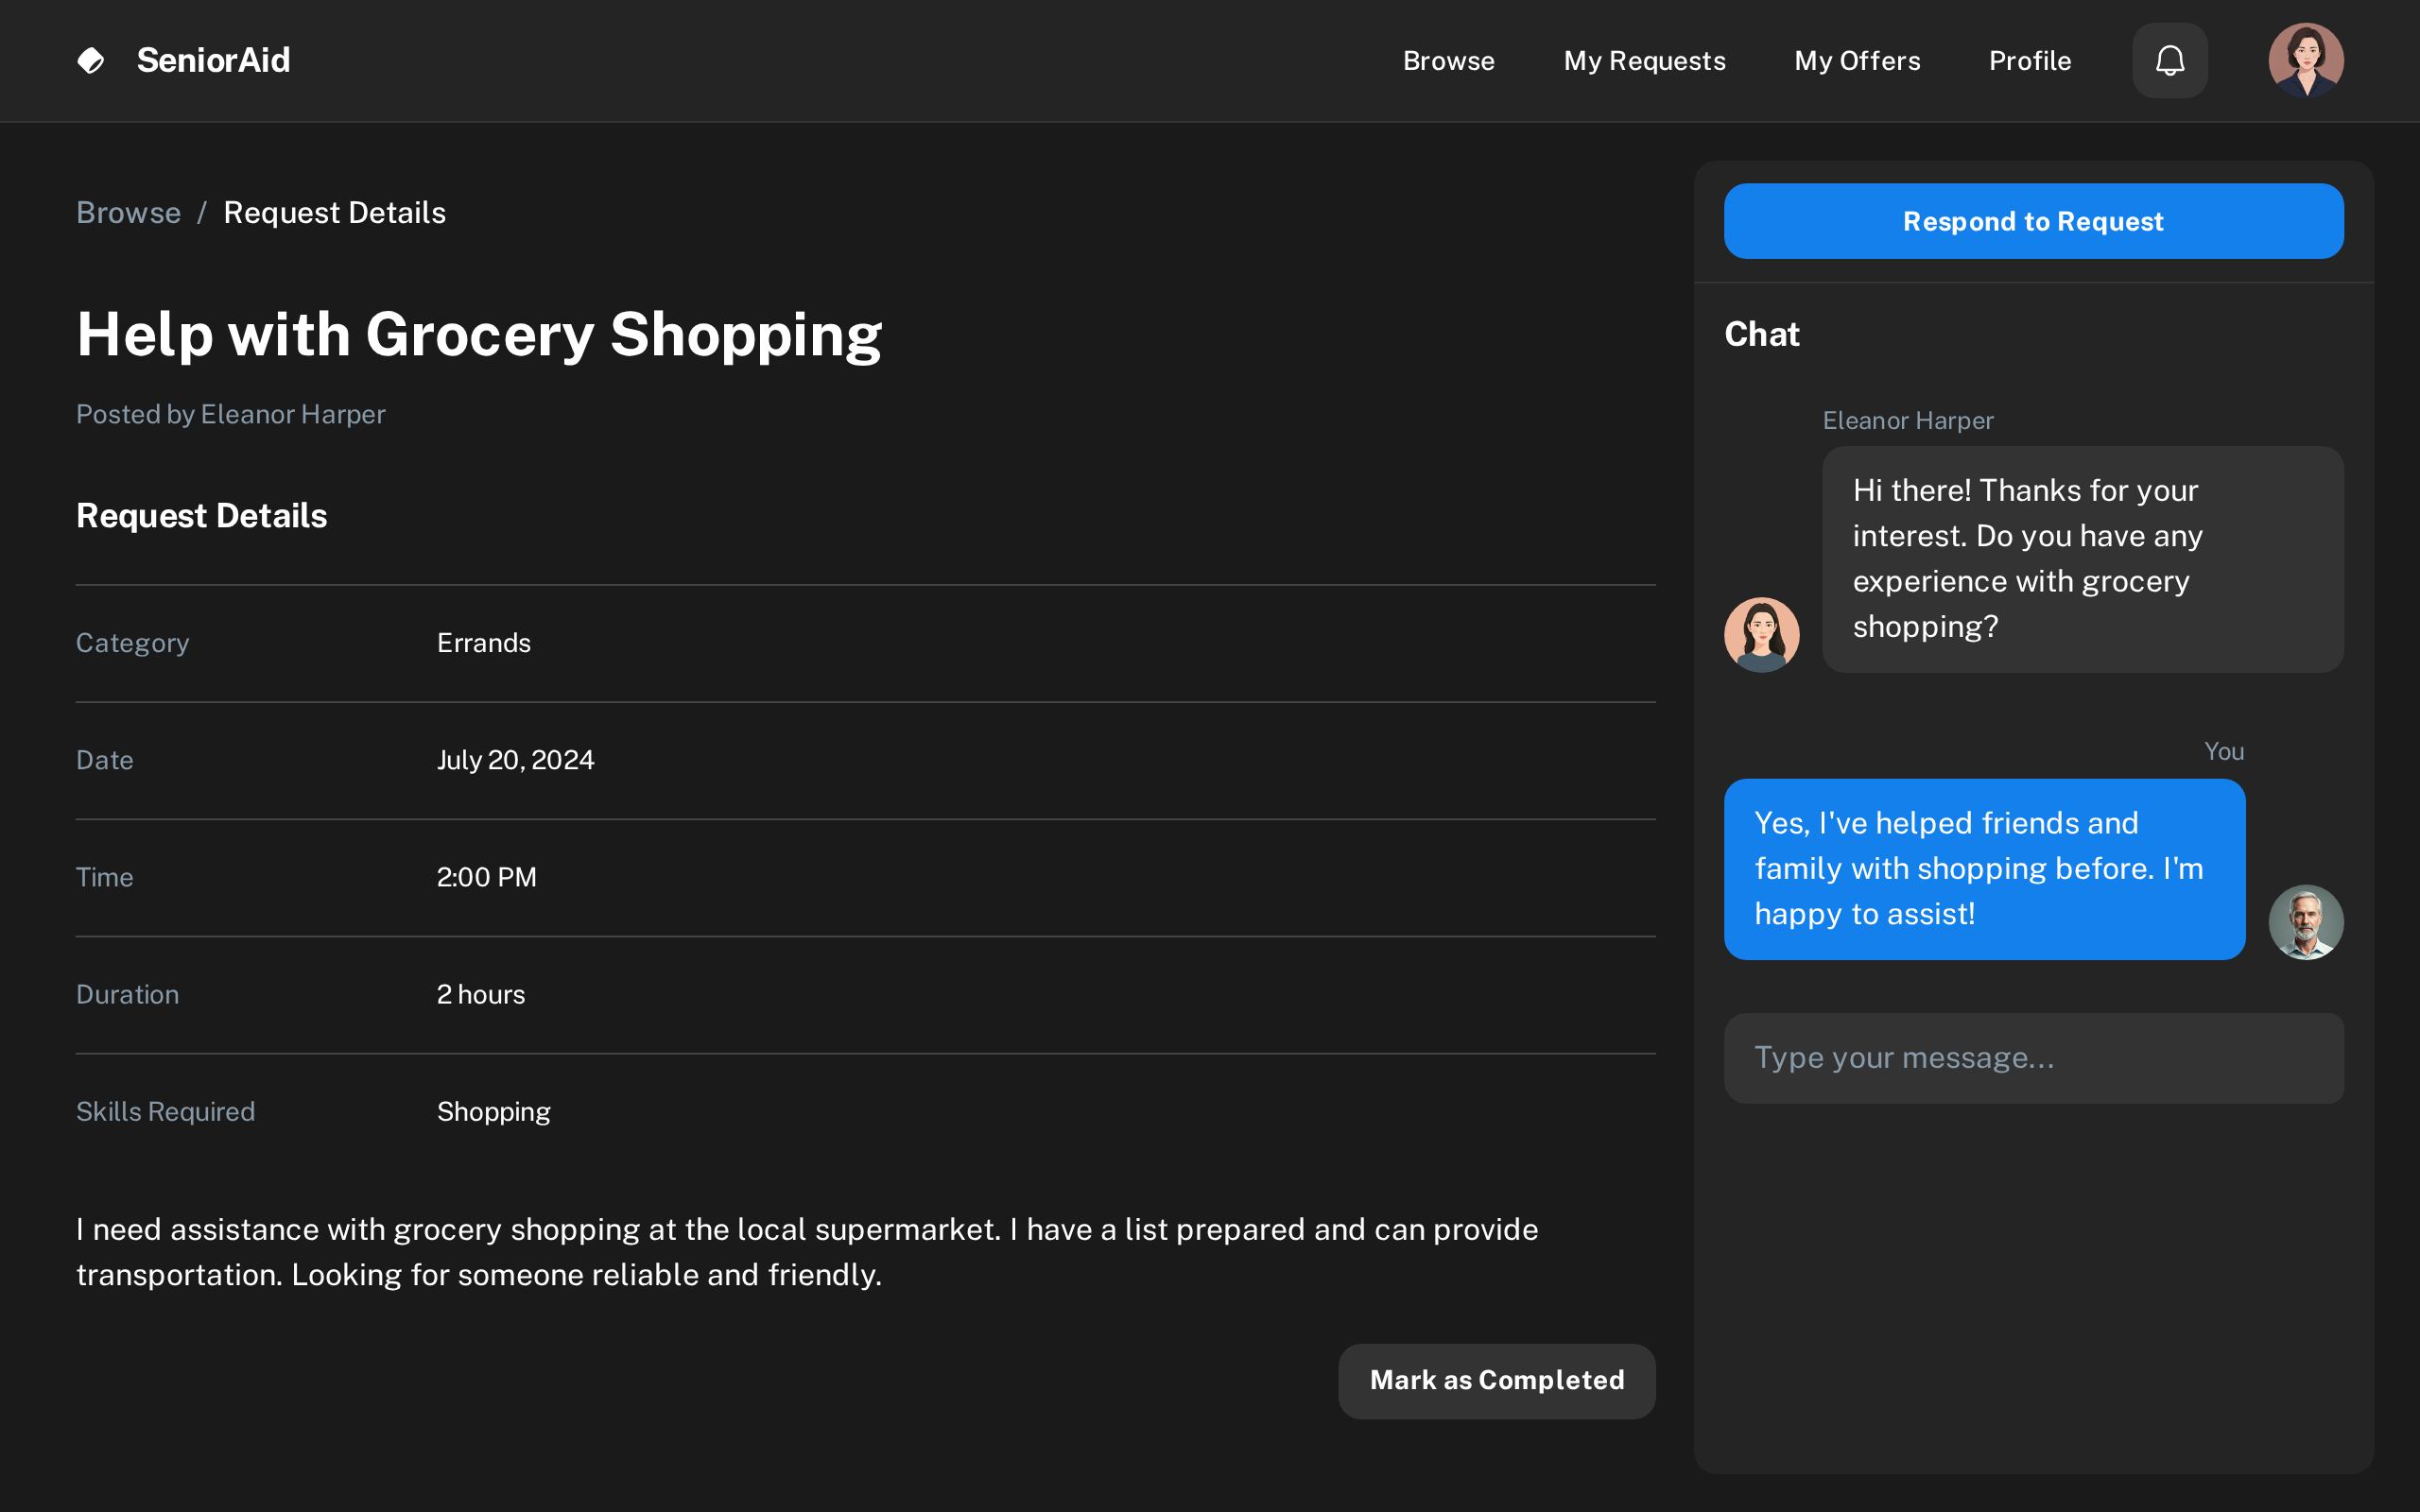 SeniorAid
Browse
My Requests
My Offers
Profile
Browse / Request Details
Help with Grocery Shopping
Posted by Eleanor Harper
Request Details
Category Errands
Date July 20, 2024
Time 2:00 PM
Duration 2 hours
Skills Required Shopping
I need assistance with grocery shopping at the local supermarket. I have a list prepared and can provide
transportation. Looking for someone reliable and friendly.
Mark as Completed
Respond to Request
Chat
Eleanor Harper
Hi there! Thanks for your
interest. Do you have any
experience with grocery
shopping?
You
Yes, I've helped friends and
family with shopping before. I'm
happy to assist!
Type your message...